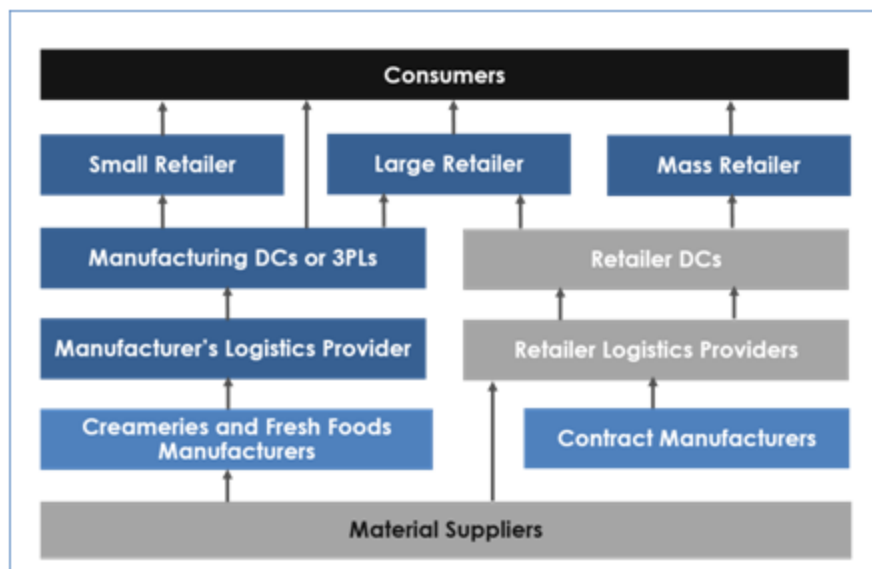 Consumers
Small Retailer
Large Retailer
Mass Retailer
Manufacturing DCs or 3PLs
Retailer DCs
Manufacturer's Logistics Provider
Retailer Logistics Providers
Creameries and Fresh Foods
Manufacturers
Contract Manufacturers
Material Suppliers